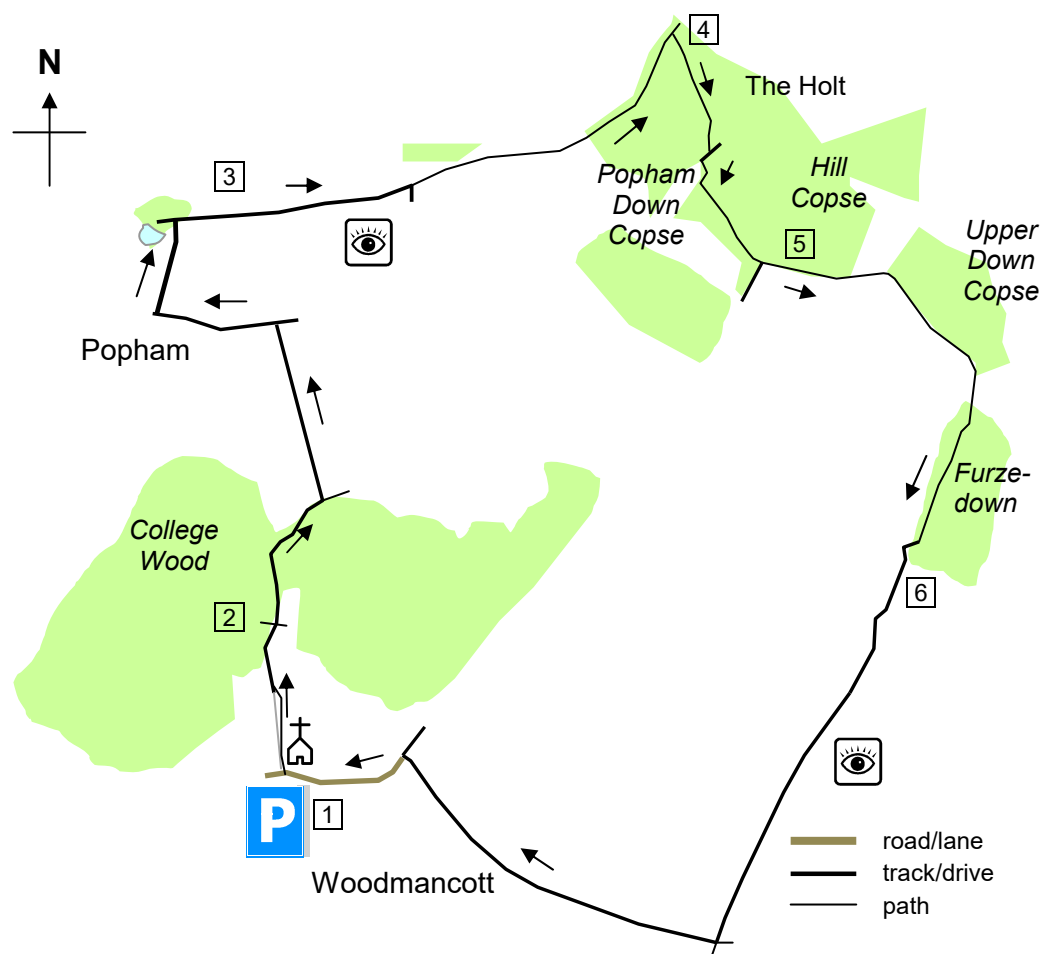 N
4
The Holt
3
Popham
Down
Copse
Hill
Copse
5
Upper
Down
Copse
Popham
College
Wood
Furze-
down
2
6
P
1
Woodmancott
road/lane
track/drive
path